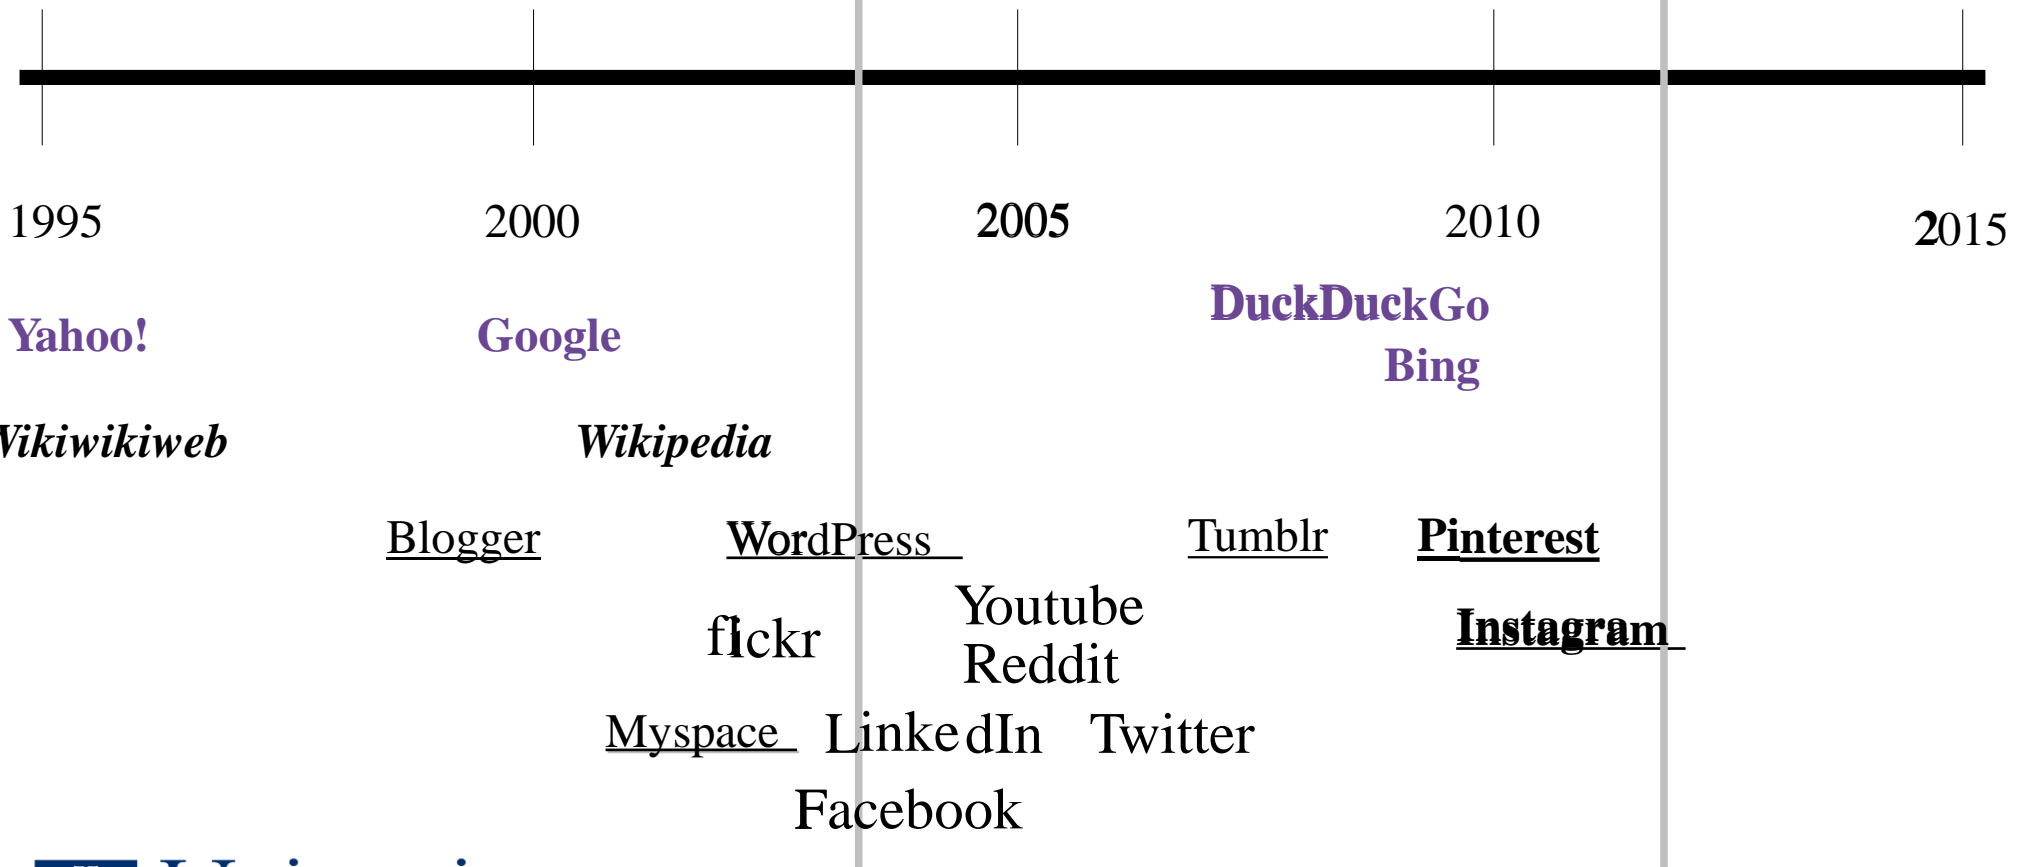 1995 2000 2005 2010 2015
DuckDuckGo
Yahoo! Google
Bing
Wikiwikiweb Wikipedia
Blogger WordPress Tumblr Pinterest
Youtube
flickr Instagram
Reddit
Myspace LinkedIn Twitter
Facebook